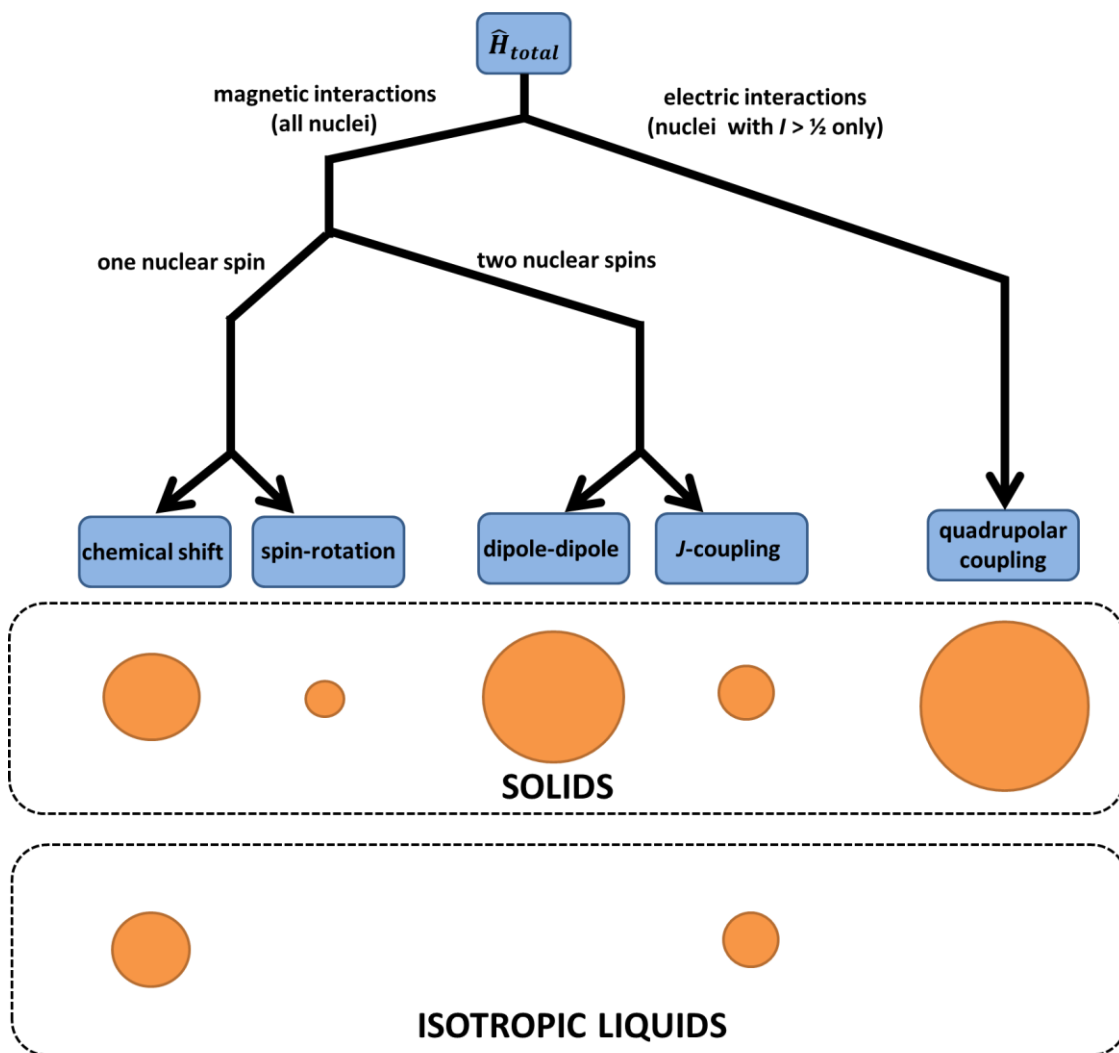 Ĥtotal
magnetic interactions
(all nuclei)
electric interactions
(nuclei with I > ½ only)
one nuclear spin
two nuclear spins
chemical shift
spin-rotation
dipole-dipole
J-coupling
quadrupolar
coupling
SOLIDS
ISOTROPIC LIQUIDS